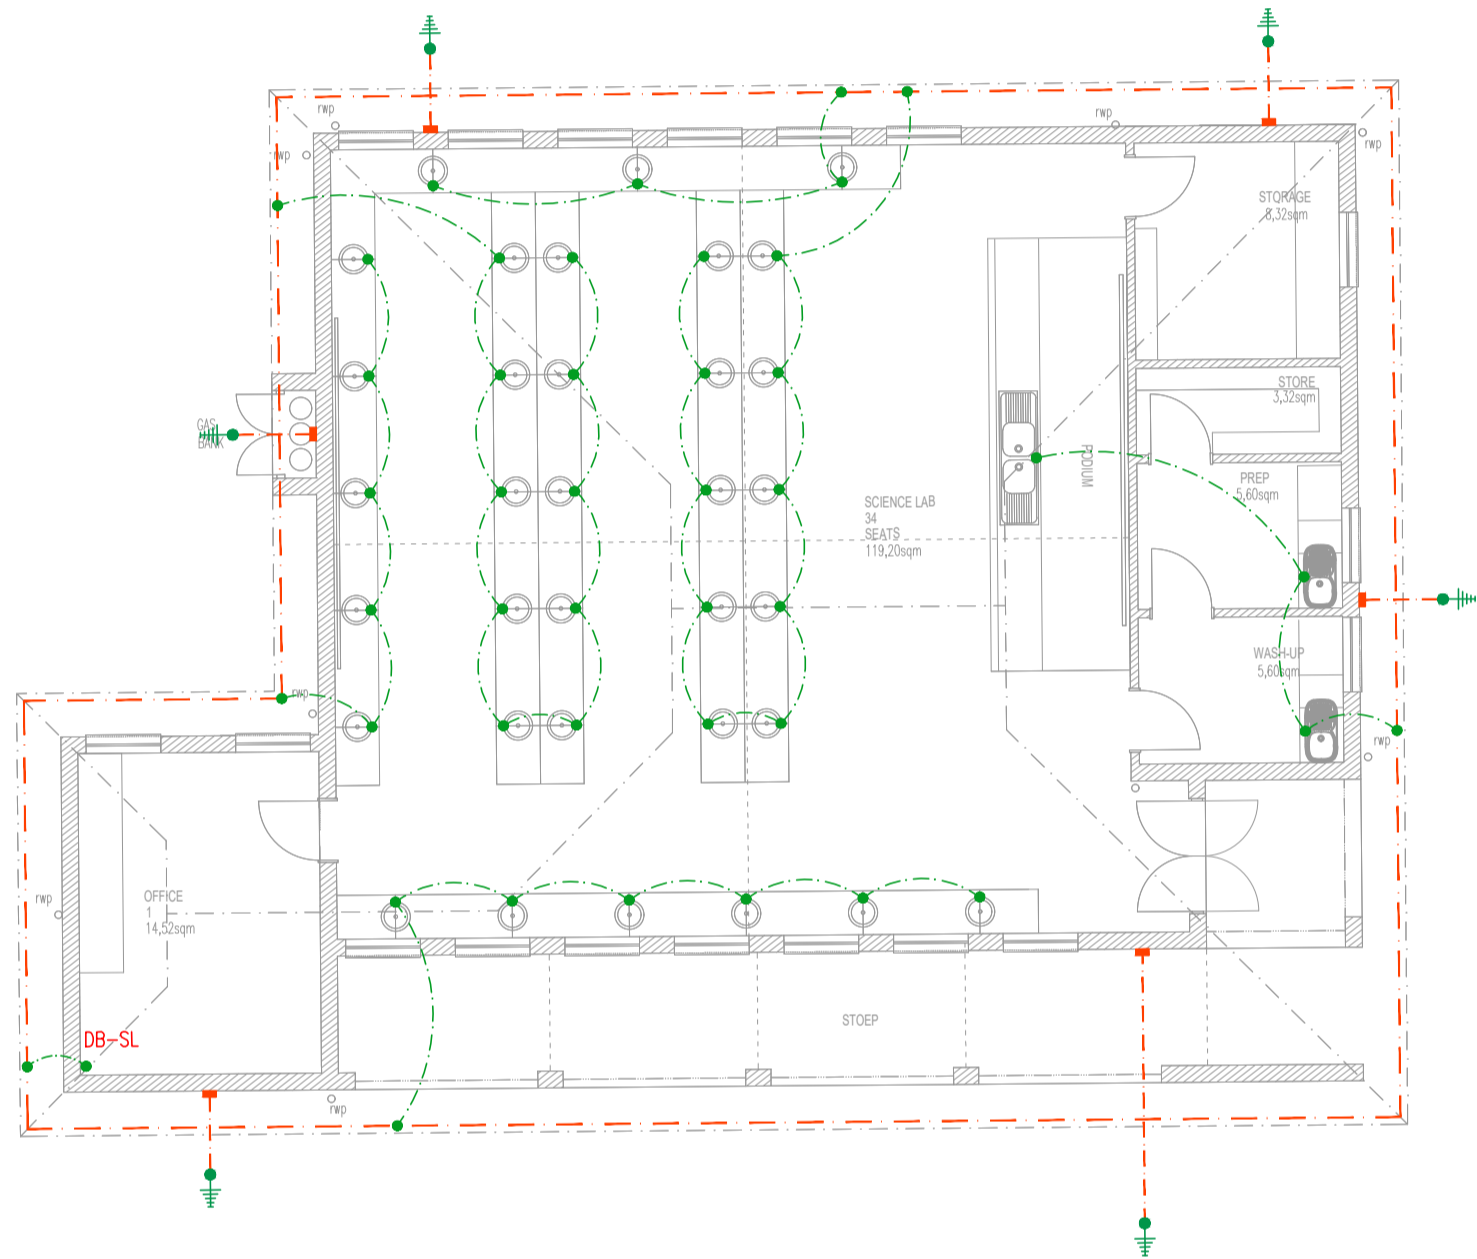 rwp
rwp
rwp
rwp
STORAGE
8,32sqm
STORE
3,32sqm
GAS
BANK
PODIUM
PREP
5,60sqm
SCIENCE LAB
34
SEATS
119,20sqm
WASH-UP
5,60sqm
rwp
rwp
OFFICE
1
14,52sqm
rwp
STOEP
DB-SL
rwp